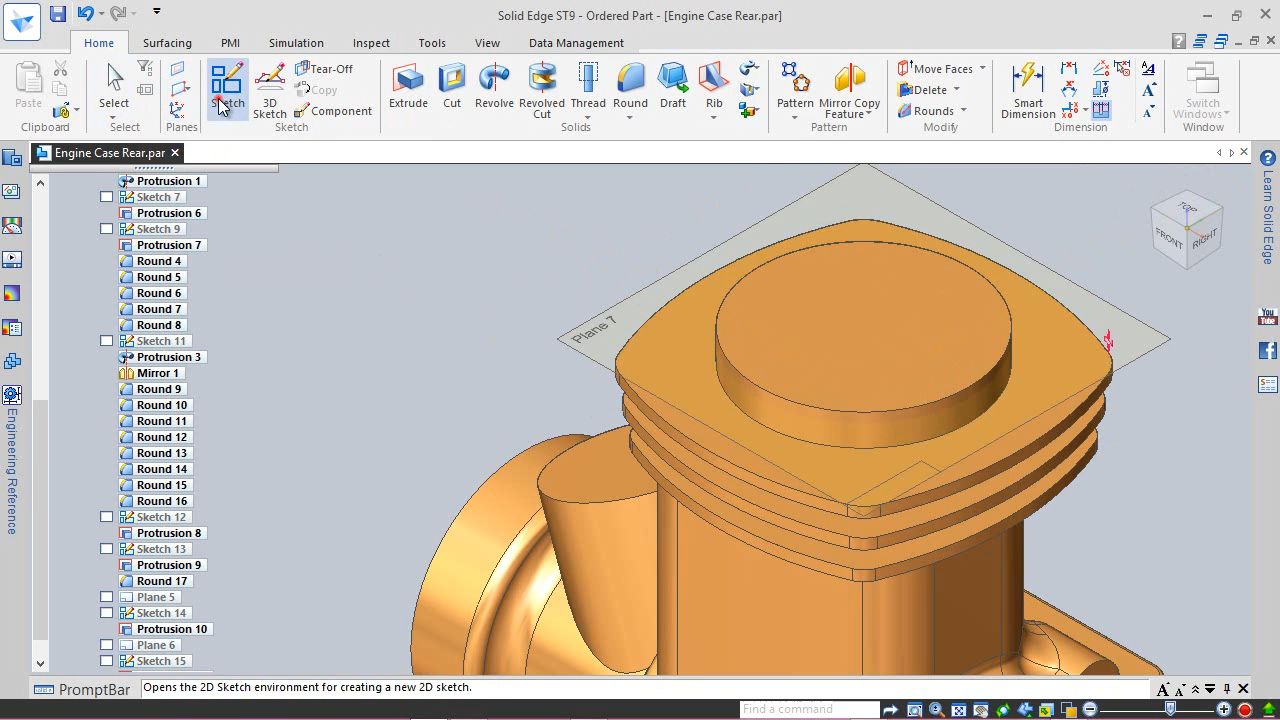 Solid Edge ST9 - Ordered Part - [Engine Case Rear.par]
Home
Surfacing
PMI
Simulation
Inspect
Tools
View
Data Management
Paste
Clipboard
Select
Select
Planes
Sketch
3D Sketch
Tear-Off
Copy
Component
Sketch
Extrude
Cut
Revolve
Revolved Cut
Thread
Round
Draft
Rib
Solids
Pattern
Mirror Copy Feature
Pattern
Move Faces
Delete
Rounds
Modify
Smart Dimension
Dimension
Switch Windows
Window
Engine Case Rear.par
Protrusion 1
Sketch 7
Protrusion 6
Sketch 9
Protrusion 7
Round 4
Round 5
Round 6
Round 7
Round 8
Sketch 11
Protrusion 3
Mirror 1
Round 9
Round 10
Round 11
Round 12
Round 13
Round 14
Round 15
Round 16
Sketch 12
Protrusion 8
Sketch 13
Protrusion 9
Round 17
Plane 5
Sketch 14
Protrusion 10
Plane 6
Sketch 15
Engineering Reference
Plane 7
TOP
FRONT
RIGHT
Learn Solid Edge
You Tube
PromptBar
Opens the 2D Sketch environment for creating a new 2D sketch.
Find a command